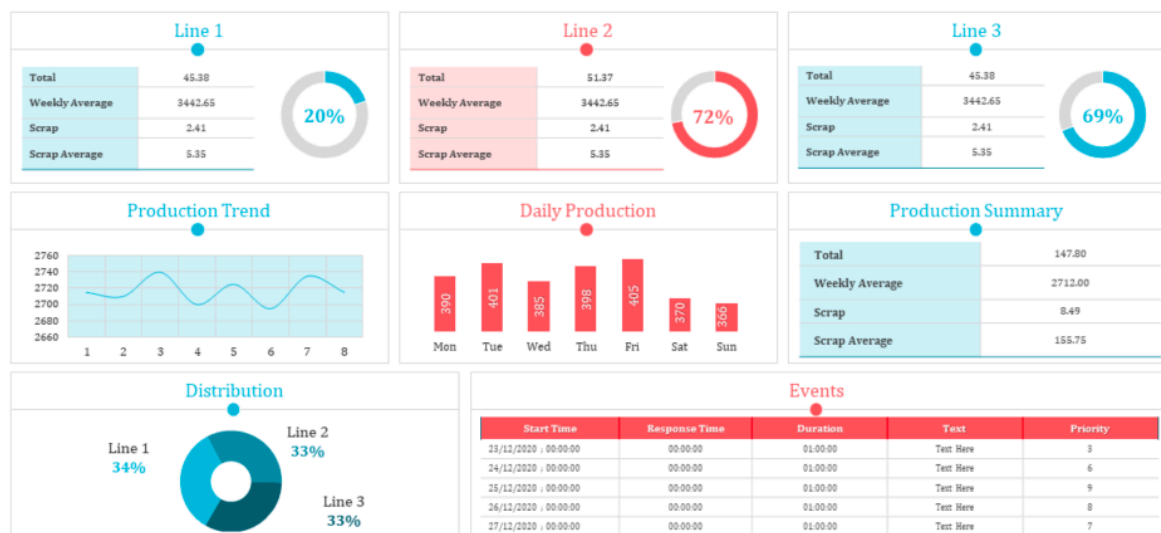 Line 1
Total 45.38
Weekly Average 3442.65
Scrap 2.41
Scrap Average 5.35
20%
Line 2
Total 51.37
Weekly Average 3442.65
Scrap 2.41
Scrap Average 5.35
72%
Line 3
Total 45.38
Weekly Average 3442.65
Scrap 2.41
Scrap Average 5.35
69%
Production Trend
2760
2740
2720
2700
2680
2660
1 2 3 4 5 6 7 8
Daily Production
390 401 385 398 405 370 366
Mon Tue Wed Thu Fri Sat Sun
Production Summary
Total 147.80
Weekly Average 2712.00
Scrap 8.49
Scrap Average 155.75
Distribution
Line 1
34%
Line 2
33%
Line 3
33%
Events
Start Time Response Time Duration Text Priority
23/12/2020 ; 00:00:00 00:00:00 01:00:00 Text Here 3
24/12/2020 ; 00:00:00 00:00:00 01:00:00 Text Here 6
25/12/2020 ; 00:00:00 00:00:00 01:00:00 Text Here 9
26/12/2020 ; 00:00:00 00:00:00 01:00:00 Text Here 8
27/12/2020 ; 00:00:00 00:00:00 01:00:00 Text Here 7